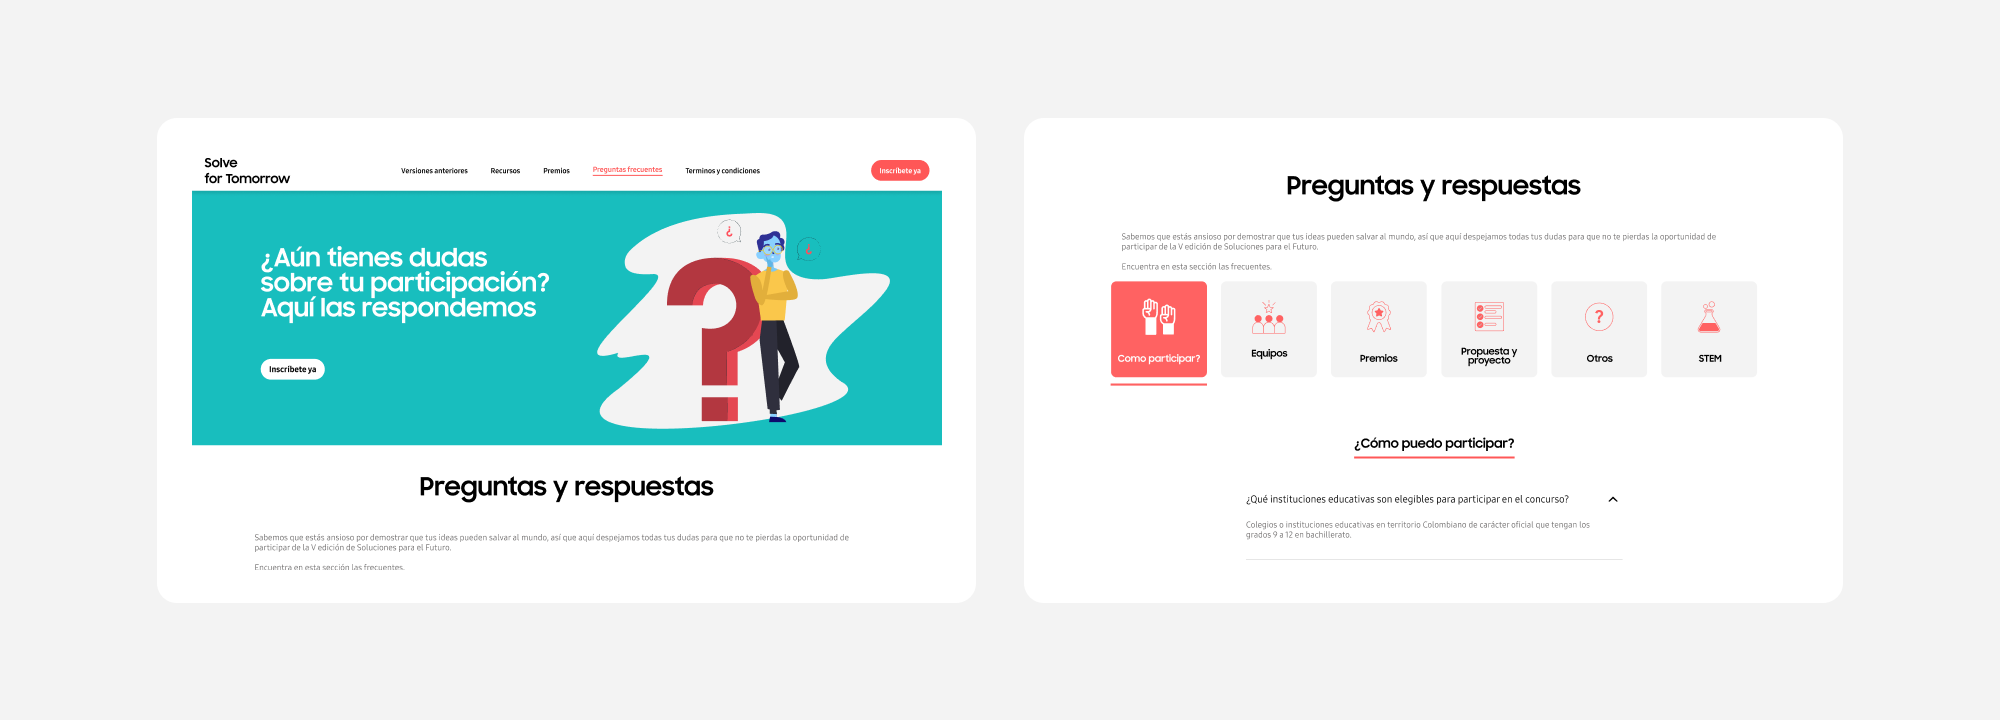 Solve
for Tomorrow
Versiones anteriores
Recursos
Premios
Preguntas frecuentes
Terminos y condiciones
Inscríbete ya
¿Aún tienes dudas
sobre tu participación?
Aquí las respondemos
Inscríbete ya
¿
¿
?
Preguntas y respuestas
Sabemos que estás ansioso por demostrar que tus ideas pueden salvar al mundo, así que aquí despejamos todas tus dudas para que no te pierdas la oportunidad de
participar de la V edición de Soluciones para el Futuro.
Encuentra en esta sección las frecuentes.
Preguntas y respuestas
Sabemos que estás ansioso por demostrar que tus ideas pueden salvar al mundo, así que aquí despejamos todas tus dudas para que no te pierdas la oportunidad de
participar de la V edición de Soluciones para el Futuro.
Encuentra en esta sección las frecuentes.
Como participar?
Equipos
Premios
Propuesta y
proyecto
?
Otros
STEM
¿Cómo puedo participar?
¿Qué instituciones educativas son elegibles para participar en el concurso?
Colegios o instituciones educativas en territorio Colombiano de carácter oficial que tengan los
grados 9 a 12 en bachillerato.